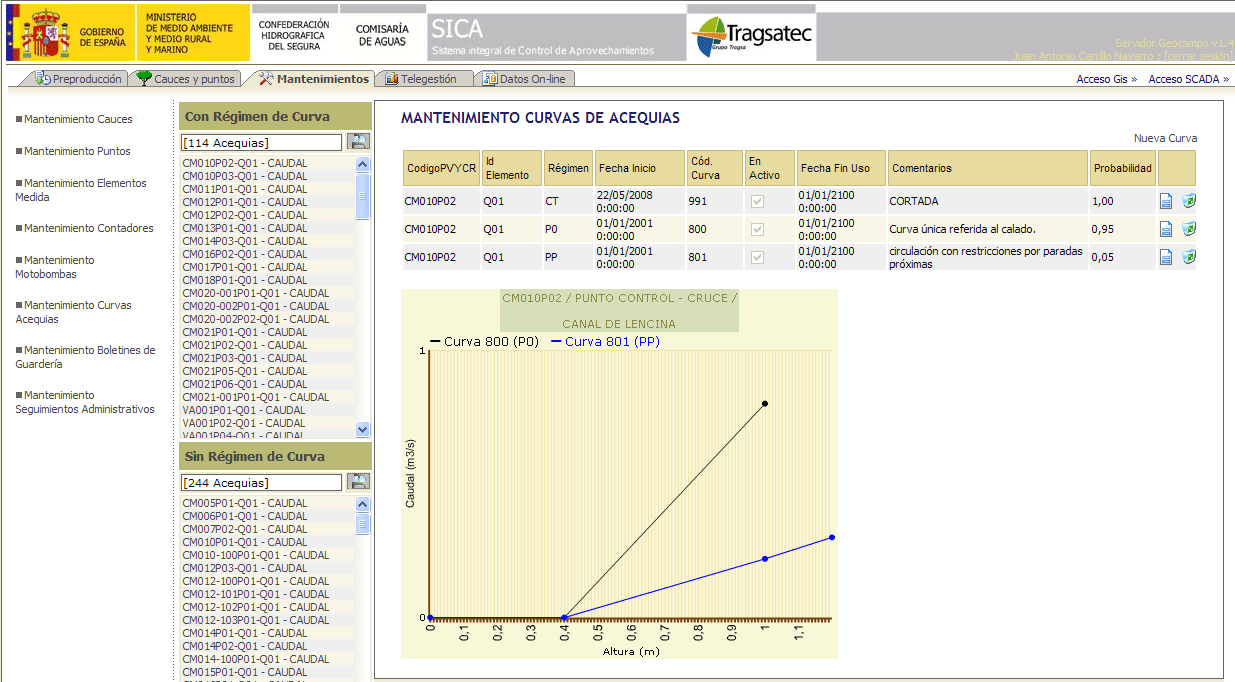 GOBIERNO
DE ESPAÑA
MINISTERIO
DE MEDIO AMBIENTE
Y MEDIO RURAL
Y MARINO
CONFEDERACIÓN
HIDROGRAFICA
DEL SEGURA
COMISARÍA
DE AGUAS
SICA
Sistema integral de Control de Aprovechamientos
Tragsatec
Grupo Tragsa
Servidor Geocampo v1.4
Juan Antonio Carrillo Navarro - [cerrar sesión]
Preproducción
Cauces y puntos
Mantenimientos
Telegestión
Datos On-line
Acceso Gis »
Acceso SCADA »
Mantenimiento Cauces
Mantenimiento Puntos
Mantenimiento Elementos
Medida
Mantenimiento Contadores
Mantenimiento
Motobombas
Mantenimiento Curvas
Acequias
Mantenimiento Boletines de
Guardería
Mantenimiento
Seguimientos Administrativos
Con Régimen de Curva
[114 Acequias]
CM010P02-Q01 - CAUDAL
CM010P03-Q01 - CAUDAL
CM011P01-Q01 - CAUDAL
CM012P01-Q01 - CAUDAL
CM012P02-Q01 - CAUDAL
CM013P01-Q01 - CAUDAL
CM014P03-Q01 - CAUDAL
CM016P02-Q01 - CAUDAL
CM017P01-Q01 - CAUDAL
CM018P01-Q01 - CAUDAL
CM020-001P01-Q01 - CAUDAL
CM020-002P01-Q01 - CAUDAL
CM020-002P02-Q01 - CAUDAL
CM021P01-Q01 - CAUDAL
CM021P02-Q01 - CAUDAL
CM021P03-Q01 - CAUDAL
CM021P05-Q01 - CAUDAL
CM021P06-Q01 - CAUDAL
CM021-001P01-Q01 - CAUDAL
VA001P01-Q01 - CAUDAL
VA001P02-Q01 - CAUDAL
VA001P04-Q01 - CAUDAL
Sin Régimen de Curva
[244 Acequias]
CM005P01-Q01 - CAUDAL
CM006P01-Q01 - CAUDAL
CM007P02-Q01 - CAUDAL
CM010P01-Q01 - CAUDAL
CM010-100P01-Q01 - CAUDAL
CM012P03-Q01 - CAUDAL
CM012-100P01-Q01 - CAUDAL
CM012-101P01-Q01 - CAUDAL
CM012-102P01-Q01 - CAUDAL
CM012-103P01-Q01 - CAUDAL
CM014P01-Q01 - CAUDAL
CM014P02-Q01 - CAUDAL
CM014-100P01-Q01 - CAUDAL
CM015P01-Q01 - CAUDAL
MANTENIMIENTO CURVAS DE ACEQUIAS
Nueva Curva
CodigoPVYCR Id Elemento Régimen Fecha Inicio Cód. Curva En Activo Fecha Fin Uso Comentarios Probabilidad
CM010P02 Q01 CT 22/05/2008 0:00:00 991 01/01/2100 0:00:00 CORTADA 1,00
CM010P02 Q01 P0 01/01/2001 0:00:00 800 01/01/2100 0:00:00 Curva única referida al calado. 0,95
CM010P02 Q01 PP 01/01/2001 0:00:00 801 01/01/2100 0:00:00 circulación con restricciones por paradas próximas 0,05
CM010P02 / PUNTO CONTROL - CRUCE /
CANAL DE LENCINA
Curva 800 (P0) Curva 801 (PP)
1
Caudal (m3/s)
0
0 0,1 0,2 0,3 0,4 0,5 0,6 0,7 0,8 0,9 1 1,1
Altura (m)